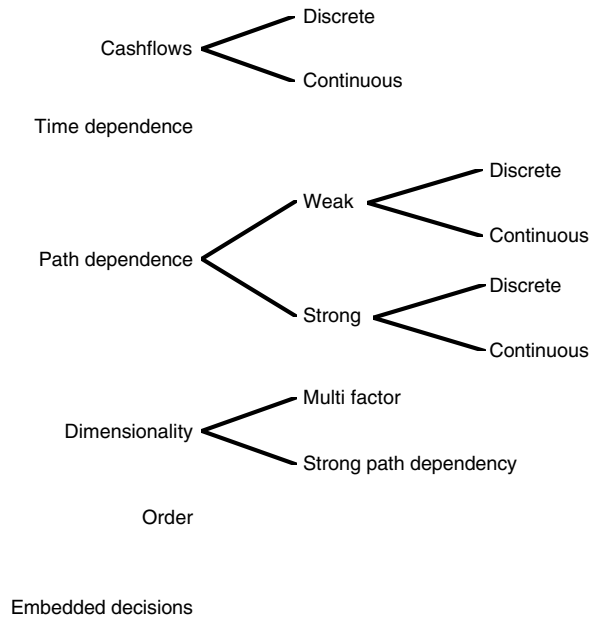 Cashflows
Discrete
Continuous
Time dependence
Path dependence
Weak
Discrete
Continuous
Strong
Discrete
Continuous
Dimensionality
Multi factor
Strong path dependency
Order
Embedded decisions